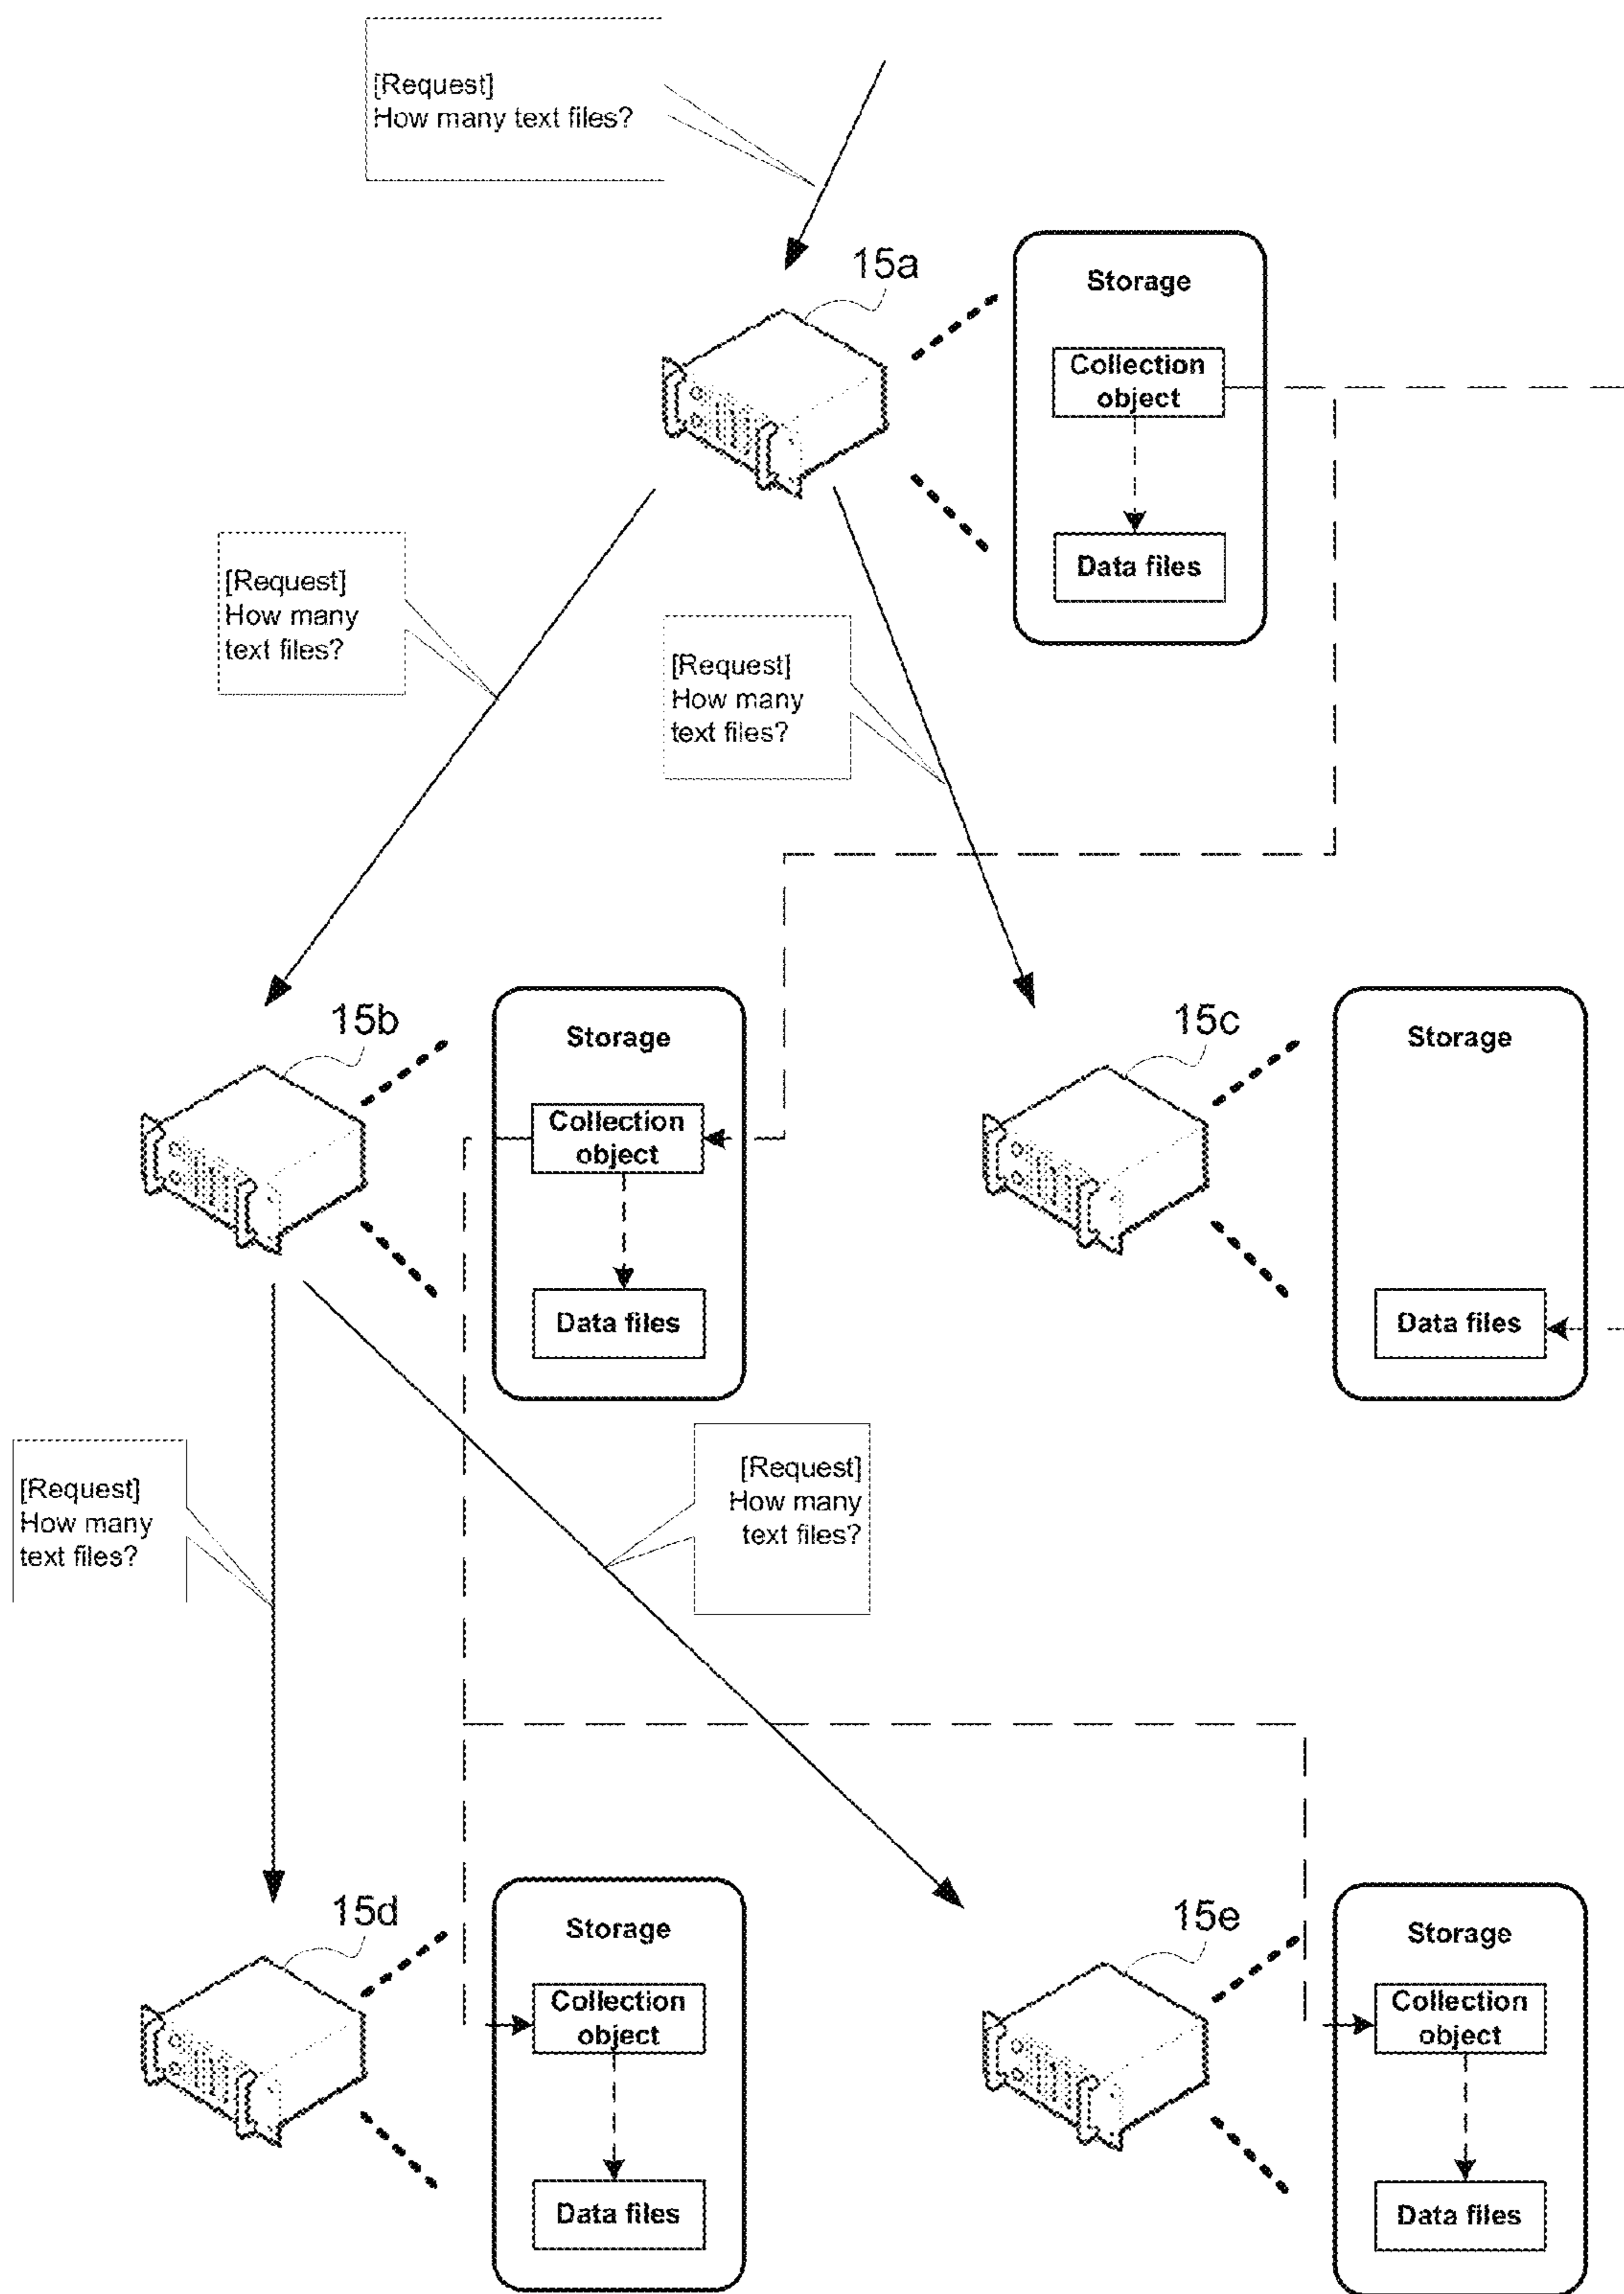 [Request]
How many text files?
15a
Storage
Collection
object
Data files
[Request]
How many
text files?
[Request]
How many
text files?
15b
Storage
Collection
object
Data files
15c
Storage
Data files
[Request]
How many
text files?
[Request]
How many
text files?
15d
Storage
Collection
object
Data files
15e
Storage
Collection
object
Data files